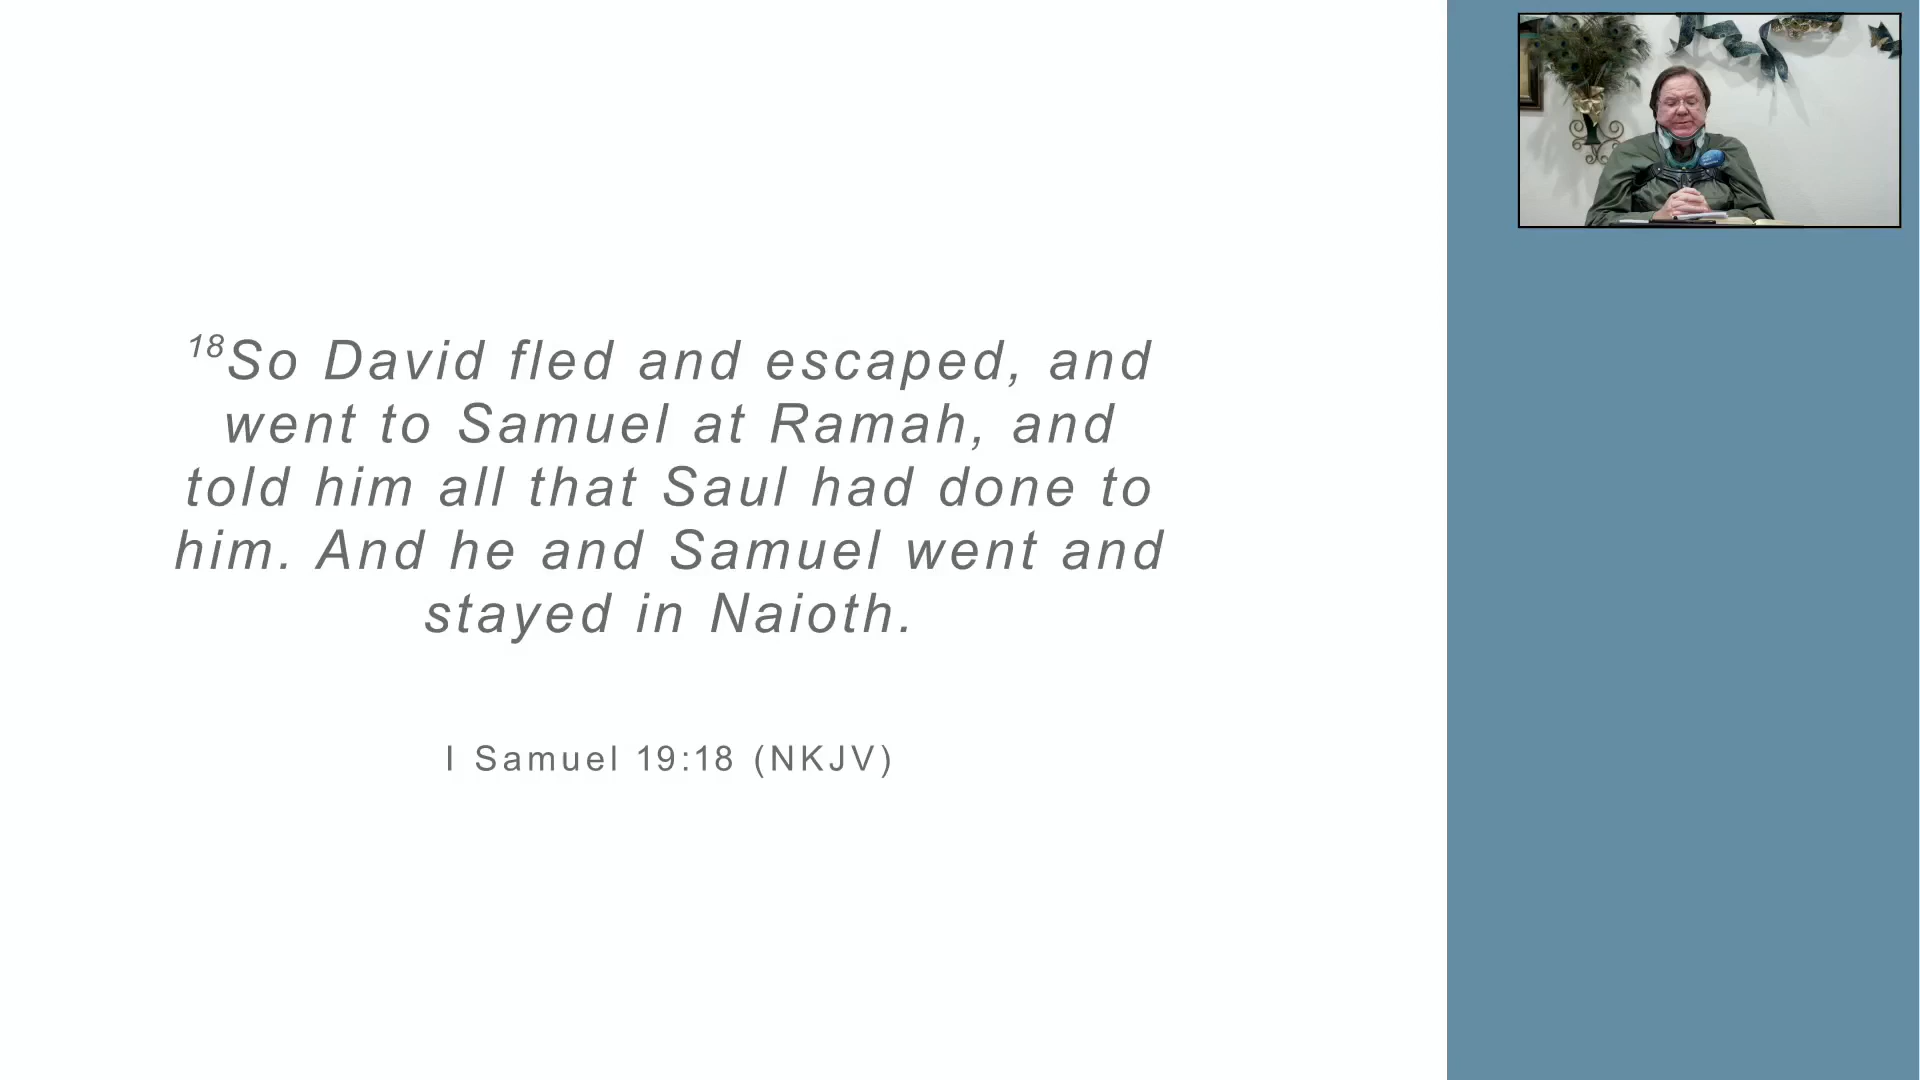 18So David fled and escaped, and
went to Samuel at Ramah, and
told him all that Saul had done to
him. And he and Samuel went and
stayed in Naioth.
I Samuel 19:18 (NKJV)